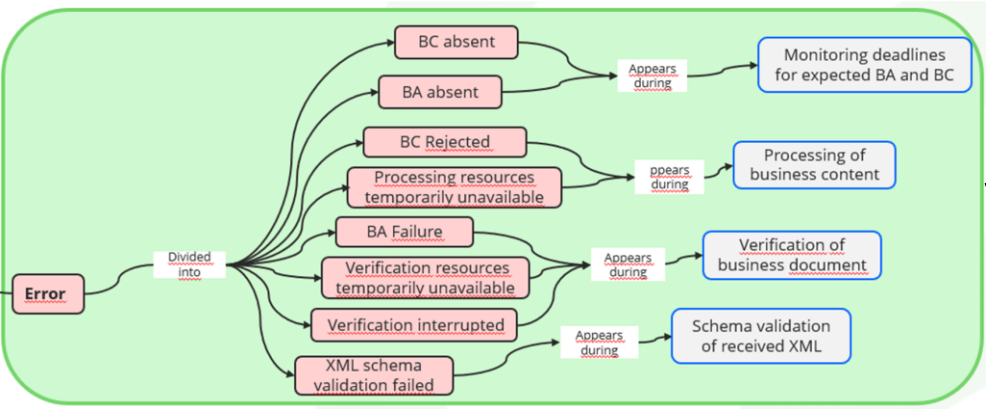 BC absent
BA absent
Appears
during
Monitoring deadlines
for expected BA and BC
BC Rejected
Processing resources
temporarily unavailable
ppears
during
Processing of
business content
Error
Divided
into
BA Failure
Verification resources
temporarily unavailable
Verification interrupted
Appears
during
Verification of
business document
XML schema
validation failed
Appears
during
Schema validation
of received XML